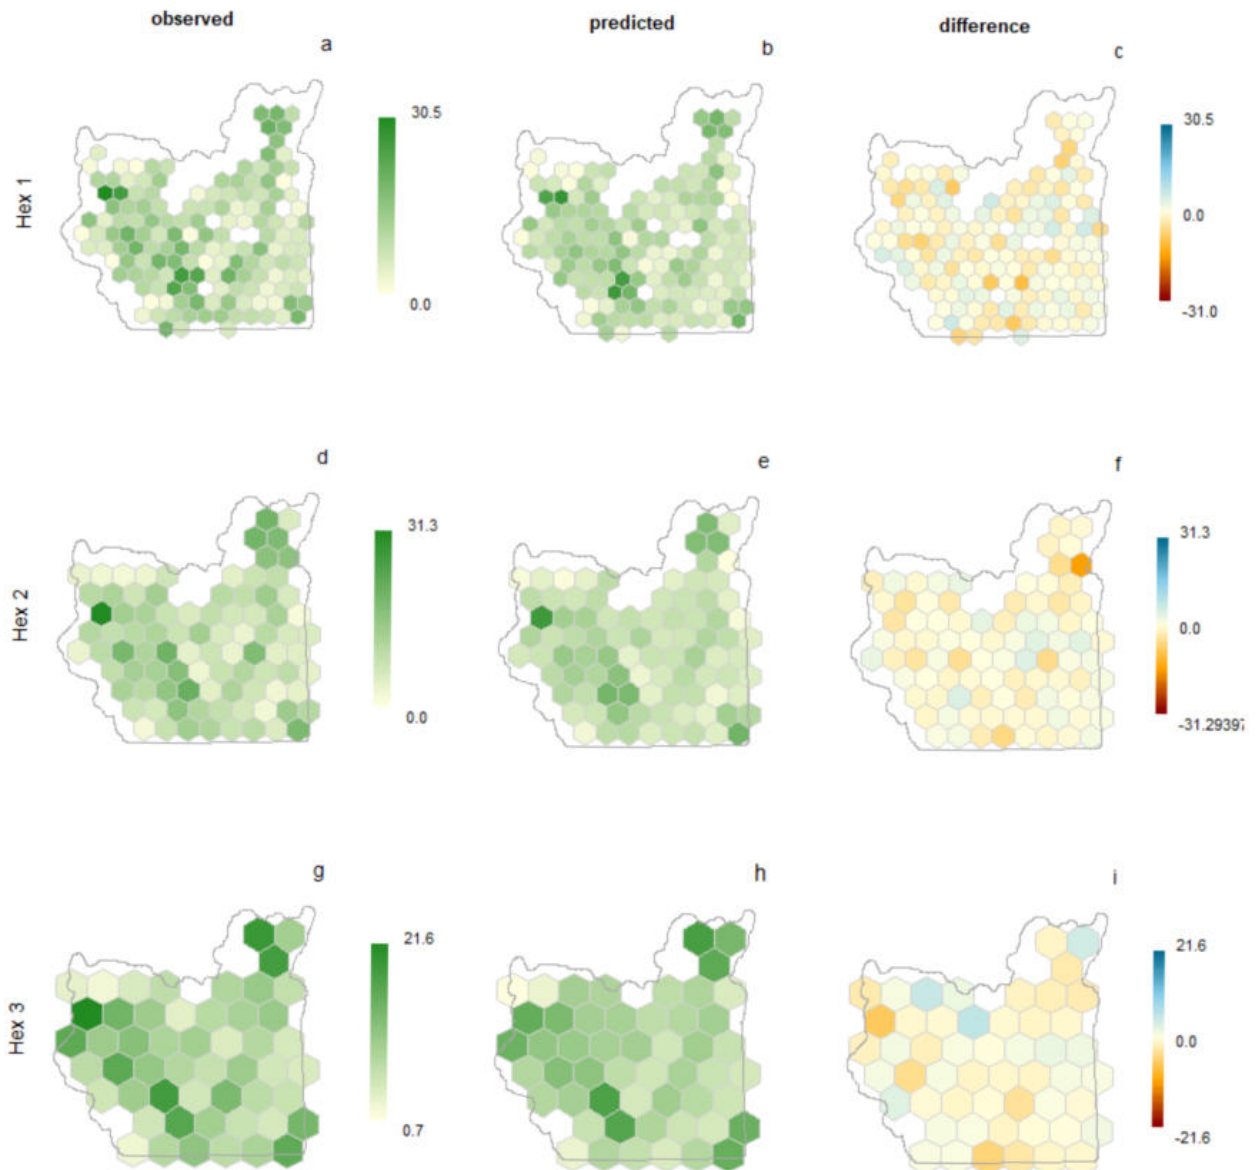 observed
predicted
difference
a
b
c
Hex 1
30.5
0.0
30.5
0.0
-31.0
d
e
f
Hex 2
31.3
0.0
31.3
0.0
-31.29397
g
h
i
Hex 3
21.6
0.7
21.6
0.0
-21.6